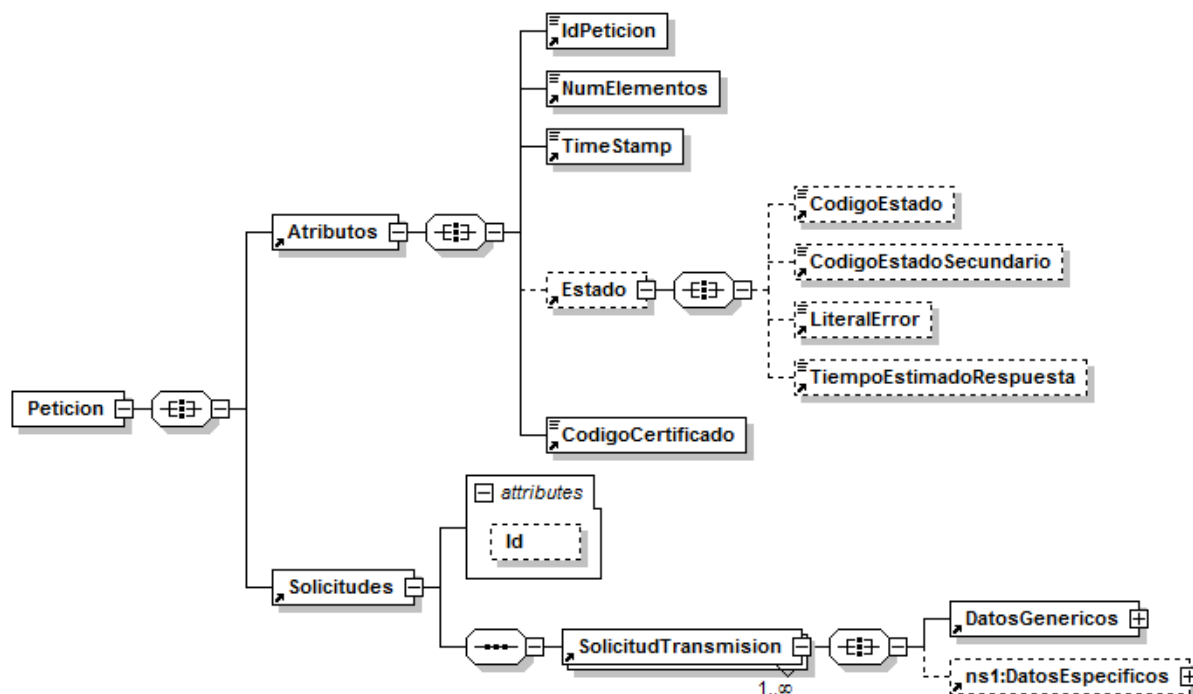 IdPeticion
NumElementos
TimeStamp
CodigoEstado
Atributos
CodigoEstadoSecundario
Estado
LiteralError
TiempoEstimadoRespuesta
Peticion
CodigoCertificado
attributes
Id
Solicitudes
DatosGenericos
SolicitudTransmision
1..∞
ns1:DatosEspecificos